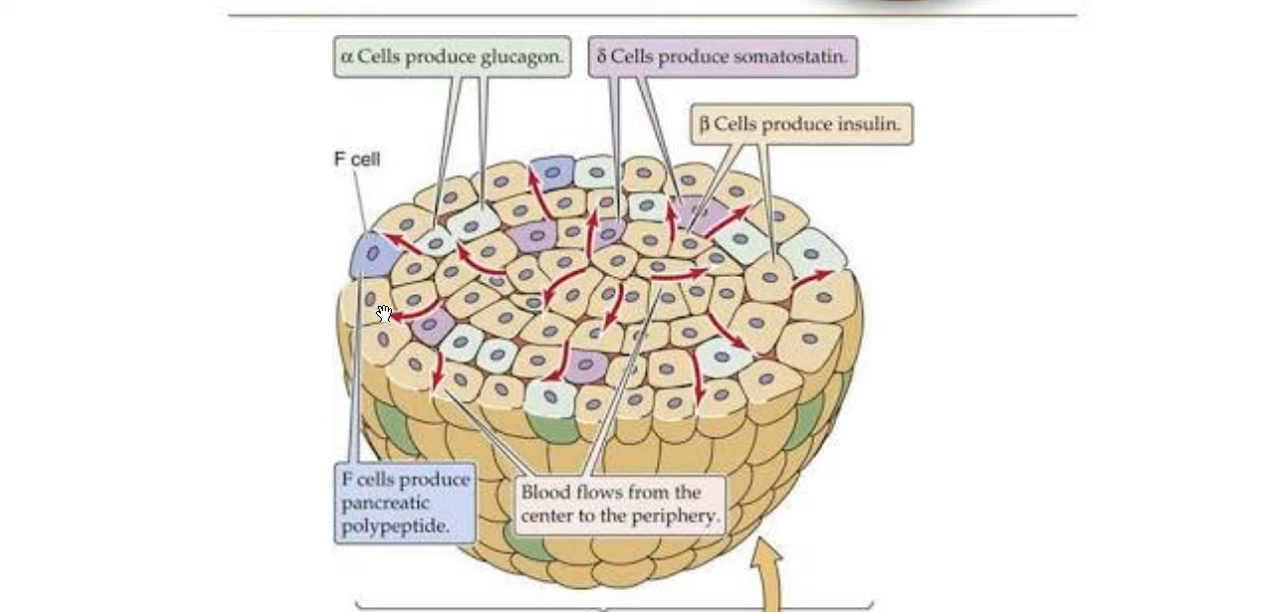 α Cells produce glucagon.
δ Cells produce somatostatin.
β Cells produce insulin.
F cell
F cells produce
pancreatic
polypeptide.
Blood flows from the
center to the periphery.